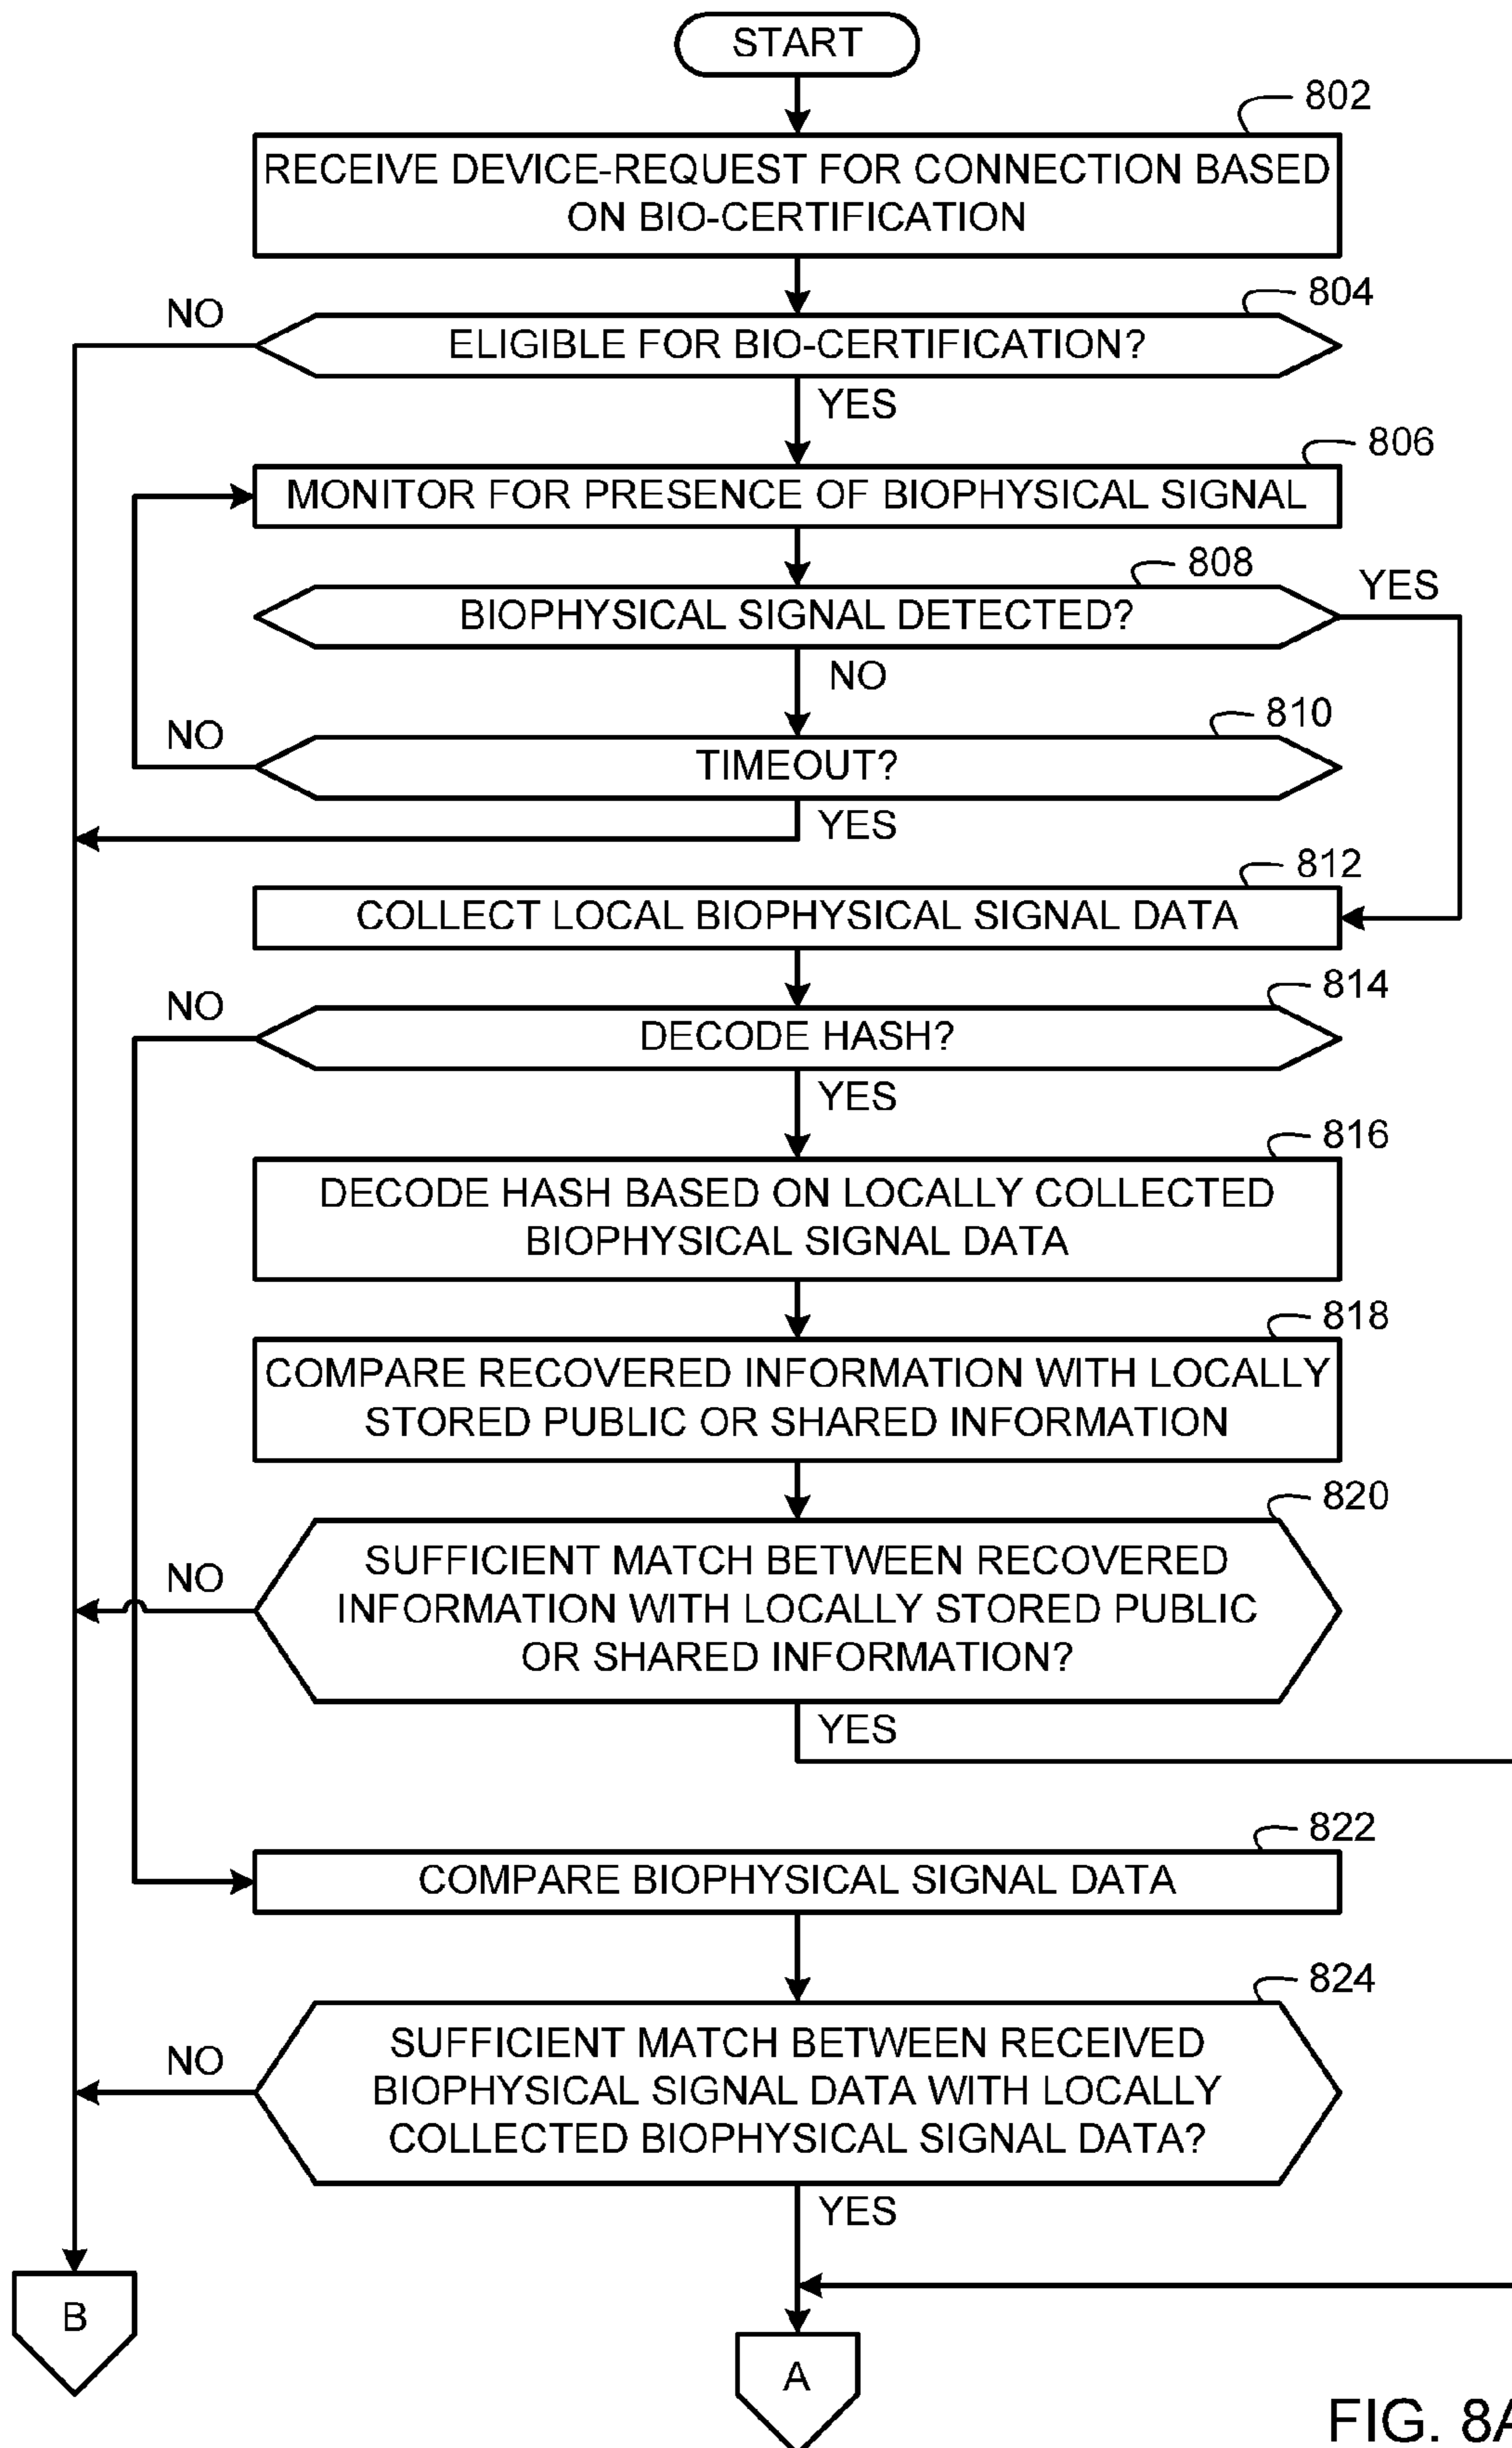 START
802
RECEIVE DEVICE-REQUEST FOR CONNECTION BASED
ON BIO-CERTIFICATION
804
NO
ELIGIBLE FOR BIO-CERTIFICATION?
YES
806
MONITOR FOR PRESENCE OF BIOPHYSICAL SIGNAL
808
YES
BIOPHYSICAL SIGNAL DETECTED?
NO
810
NO
TIMEOUT?
YES
812
COLLECT LOCAL BIOPHYSICAL SIGNAL DATA
814
NO
DECODE HASH?
YES
816
DECODE HASH BASED ON LOCALLY COLLECTED
BIOPHYSICAL SIGNAL DATA
818
COMPARE RECOVERED INFORMATION WITH LOCALLY
STORED PUBLIC OR SHARED INFORMATION
820
NO
SUFFICIENT MATCH BETWEEN RECOVERED
INFORMATION WITH LOCALLY STORED PUBLIC
OR SHARED INFORMATION?
YES
822
COMPARE BIOPHYSICAL SIGNAL DATA
824
NO
SUFFICIENT MATCH BETWEEN RECEIVED
BIOPHYSICAL SIGNAL DATA WITH LOCALLY
COLLECTED BIOPHYSICAL SIGNAL DATA?
YES
B
A
FIG. 8A